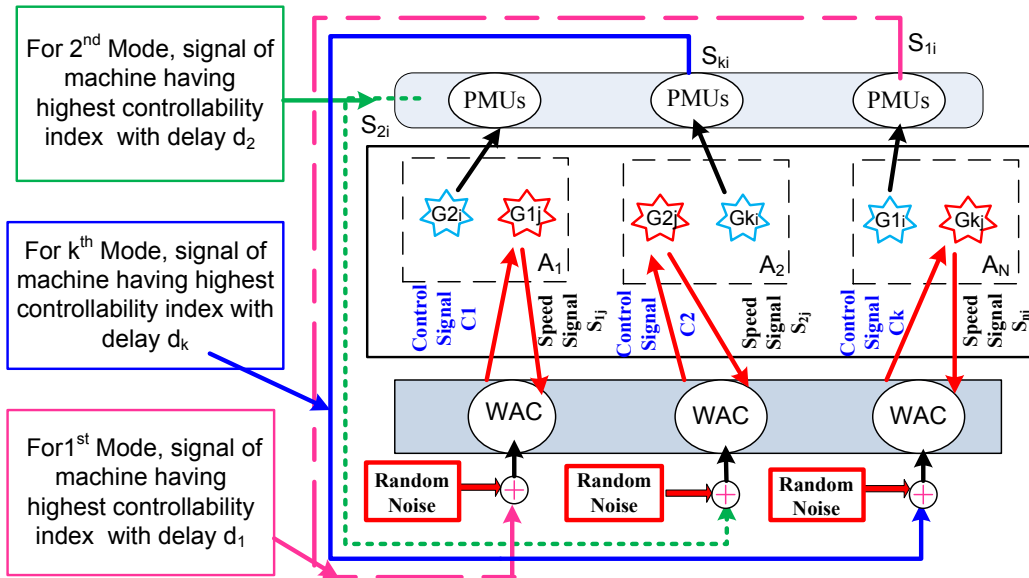 For 2nd Mode, signal of
machine having
highest controllability
index with delay d2
For kth Mode, signal of
machine having highest
controllability index with
delay dk
For1st Mode, signal of
machine having
highest controllability
index with delay d1
Ski
S1i
S2i
PMUs
PMUs
PMUs
G2i
G1j
G2j
Gki
G1i
Gkj
A1
A2
AN
Control
Signal
C1
Speed
Signal
S1j
Control
Signal
C2
Speed
Signal
S2j
Control
Signal
Ck
Speed
Signal
WAC
WAC
WAC
Random
Noise
Random
Noise
Random
Noise